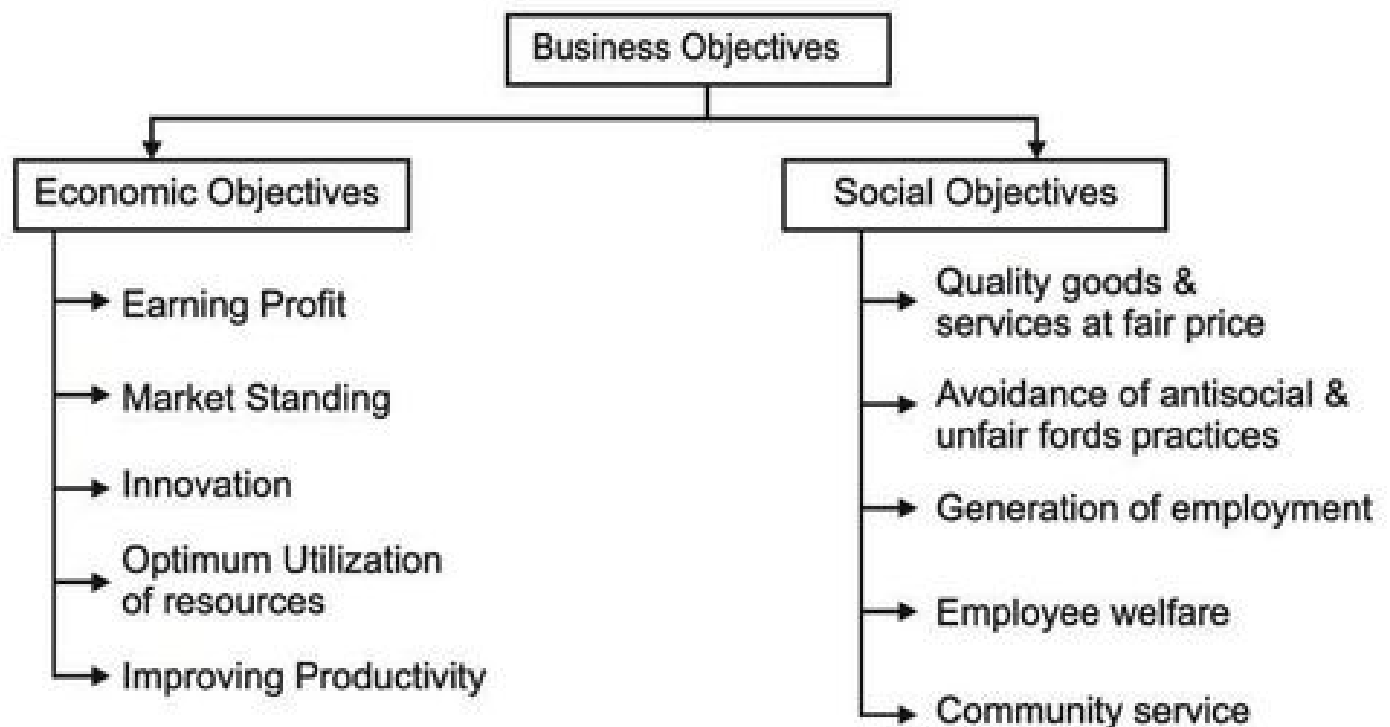 Business Objectives
Economic Objectives
Earning Profit
Market Standing
Innovation
Optimum Utilization
of resources
Improving Productivity
Social Objectives
Quality goods &
services at fair price
Avoidance of antisocial &
unfair fords practices
Generation of employment
Employee welfare
Community service